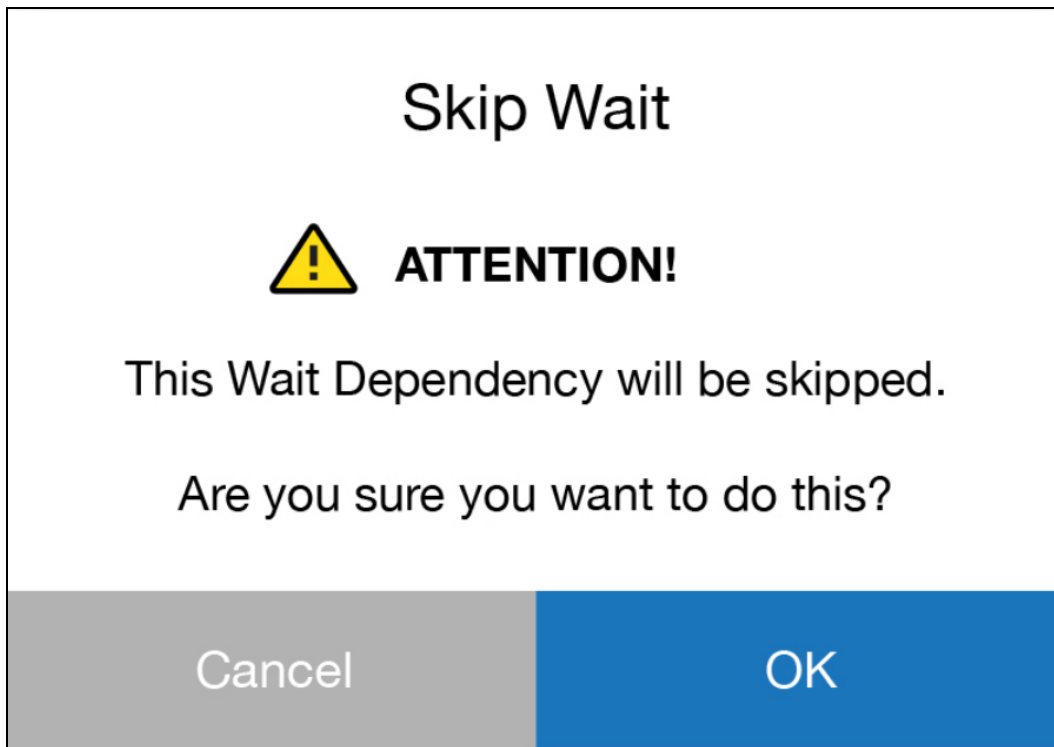 Skip Wait
ATTENTION!
This Wait Dependency will be skipped.
Are you sure you want to do this?
Cancel OK